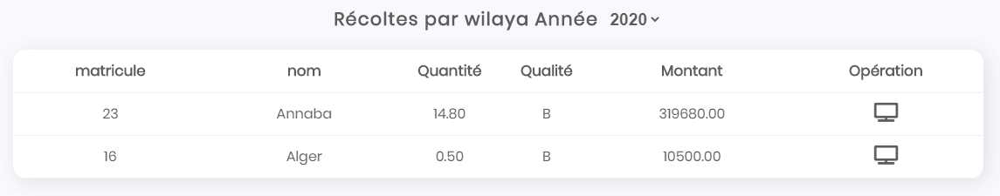 Récoltes par wilaya Année 2020
matricule nom Quantité Qualité Montant Opération
23 Annaba 14.80 B 319680.00
16 Alger 0.50 B 10500.00